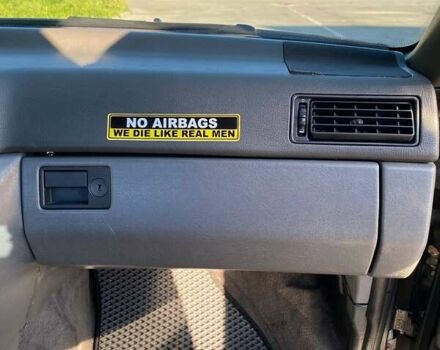 NO AIRBAGS
WE DIE LIKE REAL MEN